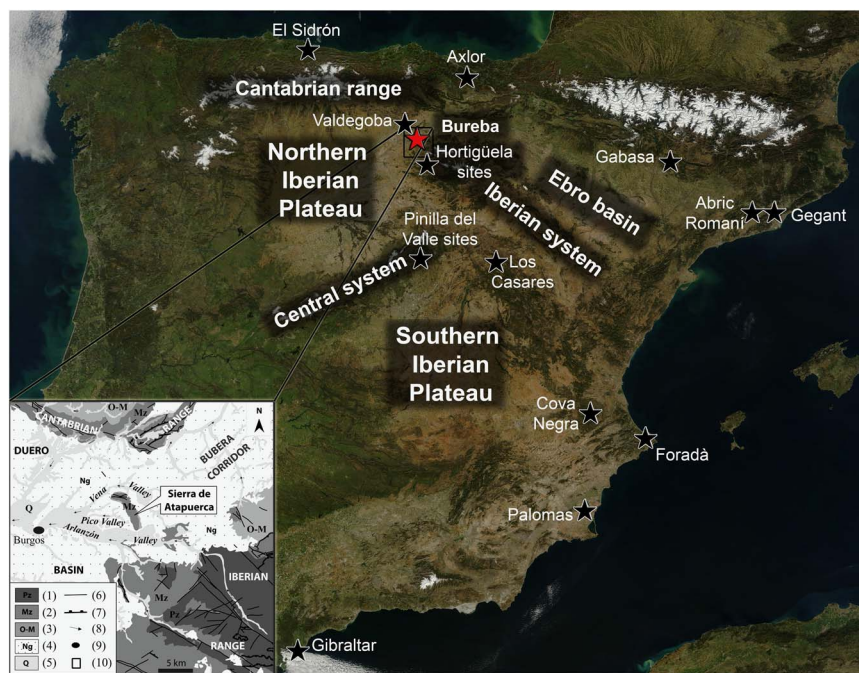 El Sidrón
Axlor
Cantabrian range
Valdegoba
Bureba
Northern
Iberian
Plateau
Hortigüela
sites
Gabasa
Ebro basin
Iberian system
Abric
Romaní
Gegant
Pinilla del
Valle sites
Los
Casares
Central system
Southern
Iberian
Plateau
Cova
Negra
Foradà
Palomas
Gibraltar
O-M
Mz
N
CANTABRIAN
RANGE
DUERO
BUBERA
CORRIDOR
Ng
Vena
Valley
Mz
Sierra de
Atapuerca
Q
Pico Valley
Burgos
Arlanzón
Valley
Ng
O-M
BASIN
IBERIAN
Mz
Pz
RANGE
Pz (1) (6)
Mz (2) (7)
O-M (3) (8)
Ng (4) (9)
Q (5) (10)
5 km